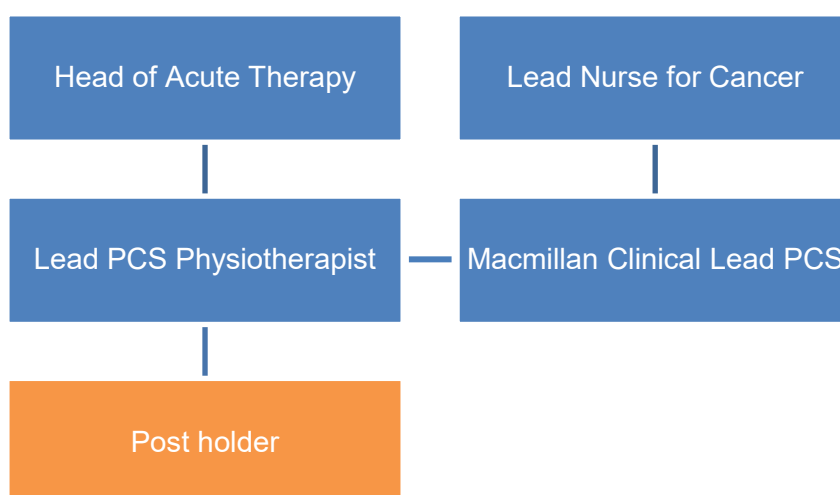 Head of Acute Therapy
Lead Nurse for Cancer
Lead PCS Physiotherapist
Macmillan Clinical Lead PCS
Post holder